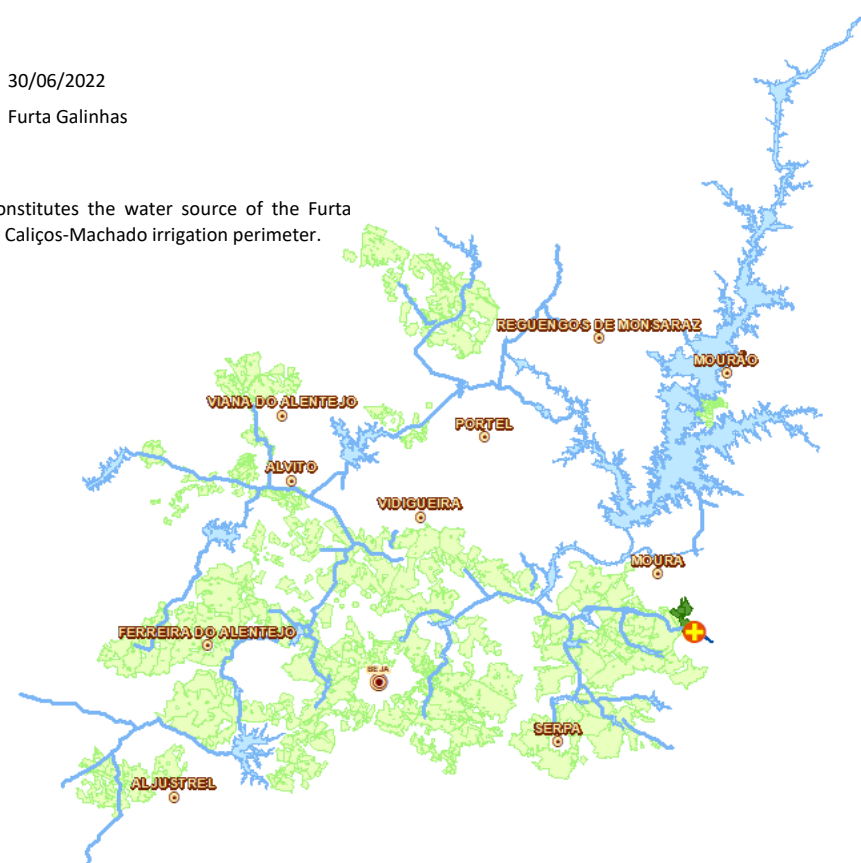 30/06/2022
Furta Galinhas
onstitutes the water source of the Furta
Caliços-Machado irrigation perimeter.
REGUENGOS DE MONSARAZ
MOURÃO
VIANA DO ALENTEJO
PORTEL
ALVITO
VIDIGUEIRA
MOURA
FERREIRA DO ALENTEJO
BEJA
SERPA
ALJUSTREL